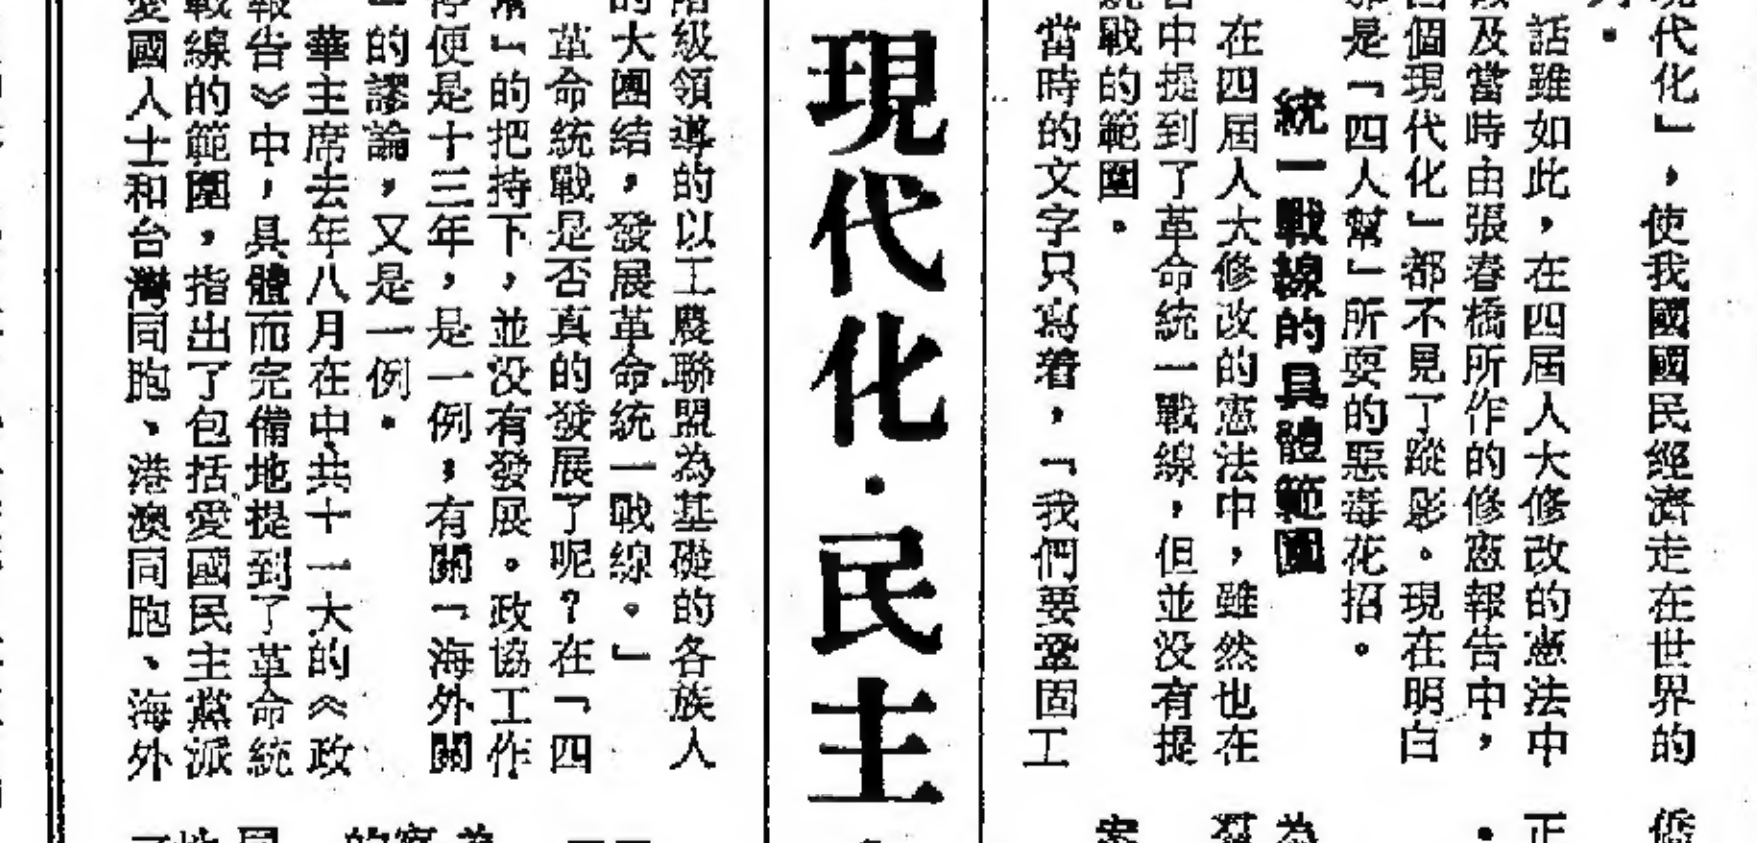 現代化」，使我國國民經濟走在世界的
話雖如此，在四屆人大修改的憲法中
及當時由張春橋所作的修憲報告中，
個現代化」都不見了蹤影。現在明白
是「四人幫」所耍的惡毒花招。
統一戰線的具體範圍
在四屆人大修改的憲法中，雖然也在
中提到了革命統一戰線，但並没有提
統戰的範圍。
當時的文字只寫着，「我們要鞏固工
現代化·民主
階級領導的以工農聯盟為基礎的各族人
的大團结，發展革命統一戰線。」
革命統戰是否真的發展了呢？在「四
幫」的把持下，並没有發展。政協工作
停便是十三年，是一例；有關「海外關
」的謬論，又是一例。
華主席去年八月在中共十一大的《政
報告》中，具體而完備地提到了革命統
戰線的範圍，指出了包括愛國民主黨派
愛國人士和台灣同胞、港澳同胞、海外